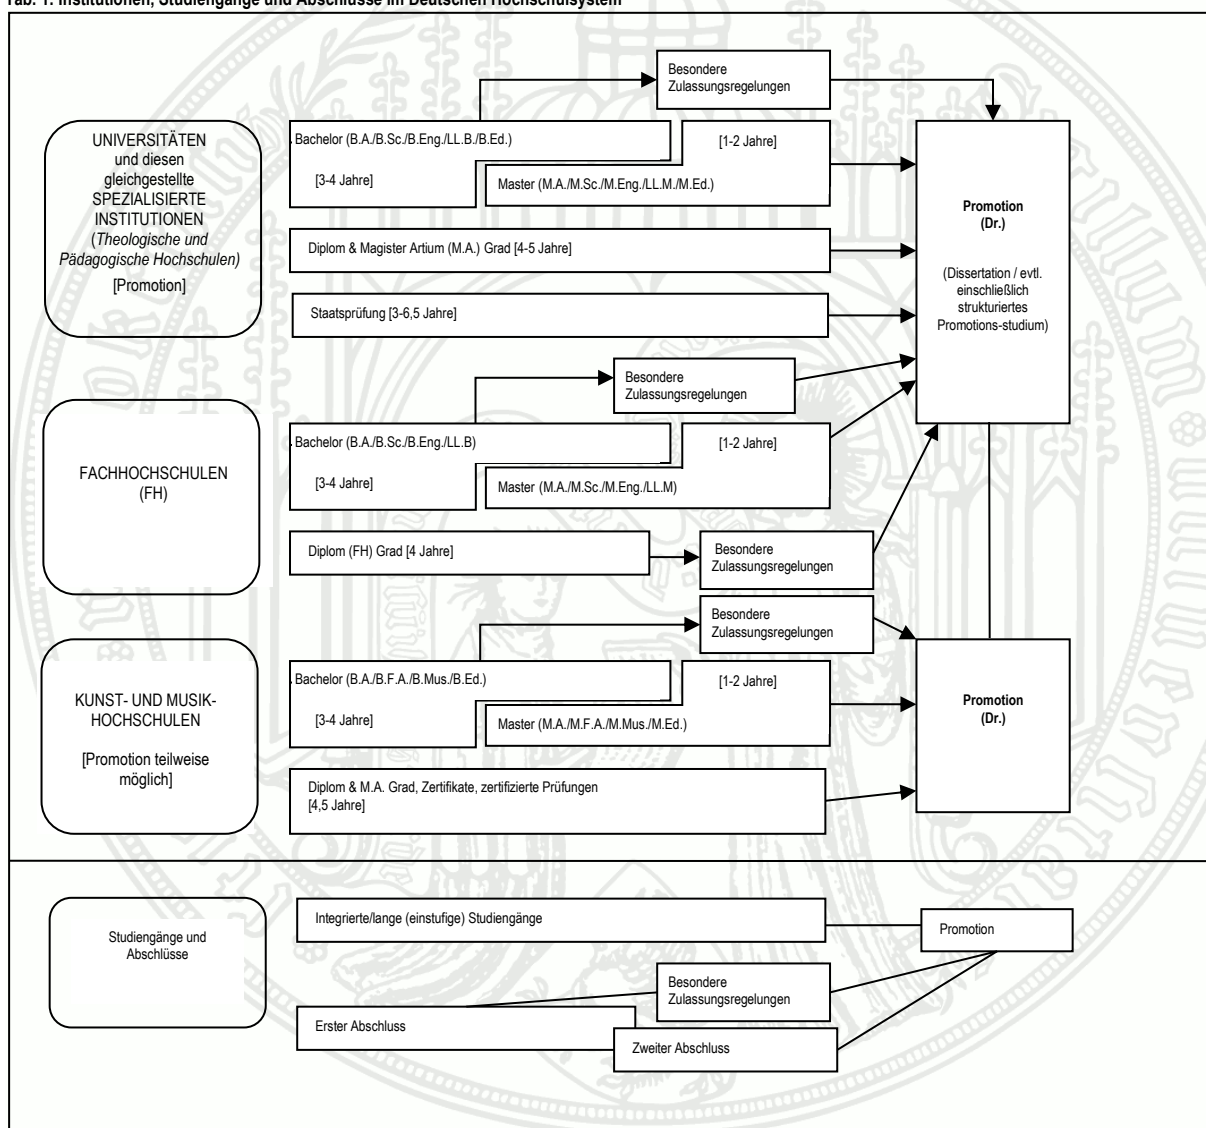 Tab. 1: Institutionen, Studiengänge und Abschlüsse im Deutschen Hochschulsystem
Besondere
Zulassungsregelungen
UNIVERSITÄTEN
und diesen
gleichgestellte
SPEZIALISIERTE
INSTITUTIONEN
(Theologische und
Pädagogische Hochschulen)
[Promotion]
Bachelor (B.A./B.Sc./B.Eng./LL.B./B.Ed.)
[3-4 Jahre]
[1-2 Jahre]
Master (M.A./M.Sc./M.Eng./LL.M./M.Ed.)
Diplom & Magister Artium (M.A.) Grad [4-5 Jahre]
Staatsprüfung [3-6,5 Jahre]
Promotion
(Dr.)
(Dissertation / evtl.
einschließlich
strukturiertes
Promotions-studium)
Besondere
Zulassungsregelungen
FACHHOCHSCHULEN
(FH)
Bachelor (B.A./B.Sc./B.Eng./LL.B)
[3-4 Jahre]
[1-2 Jahre]
Master (M.A./M.Sc./M.Eng./LL.M)
Diplom (FH) Grad [4 Jahre]
Besondere
Zulassungsregelungen
Besondere
Zulassungsregelungen
KUNST- UND MUSIK-
HOCHSCHULEN
[Promotion teilweise
möglich]
Bachelor (B.A./B.F.A./B.Mus./B.Ed.)
[3-4 Jahre]
[1-2 Jahre]
Master (M.A./M.F.A./M.Mus./M.Ed.)
Diplom & M.A. Grad, Zertifikate, zertifizierte Prüfungen
[4,5 Jahre]
Promotion
(Dr.)
Studiengänge und
Abschlüsse
Integrierte/lange (einstufige) Studiengänge
Promotion
Besondere
Zulassungsregelungen
Erster Abschluss
Zweiter Abschluss